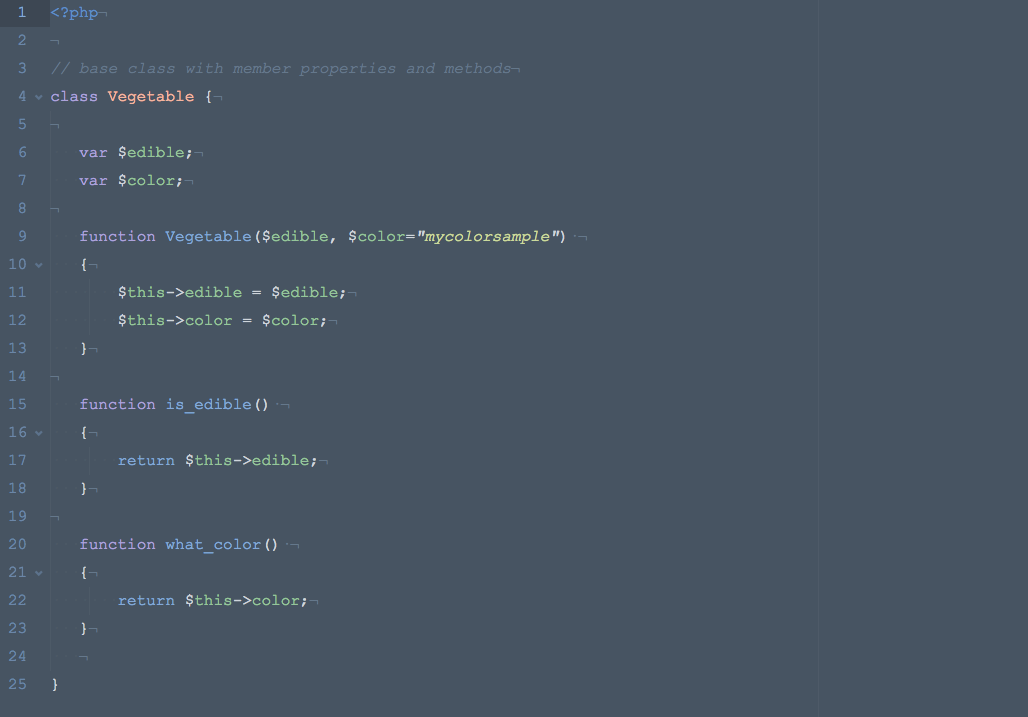 1 <?php¬
2 ¬
3 // base class with member properties and methods¬
4 class Vegetable {¬
5 ¬
6 var $edible;¬
7 var $color;¬
8 ¬
9 function Vegetable($edible, $color="mycolorsample") ·¬
10 {¬
11 $this->edible = $edible;¬
12 $this->color = $color;¬
13 }¬
14 ¬
15 function is_edible() ·¬
16 {¬
17 return $this->edible;¬
18 }¬
19 ¬
20 function what_color() ·¬
21 {¬
22 return $this->color;¬
23 }¬
24 ¬
25 }